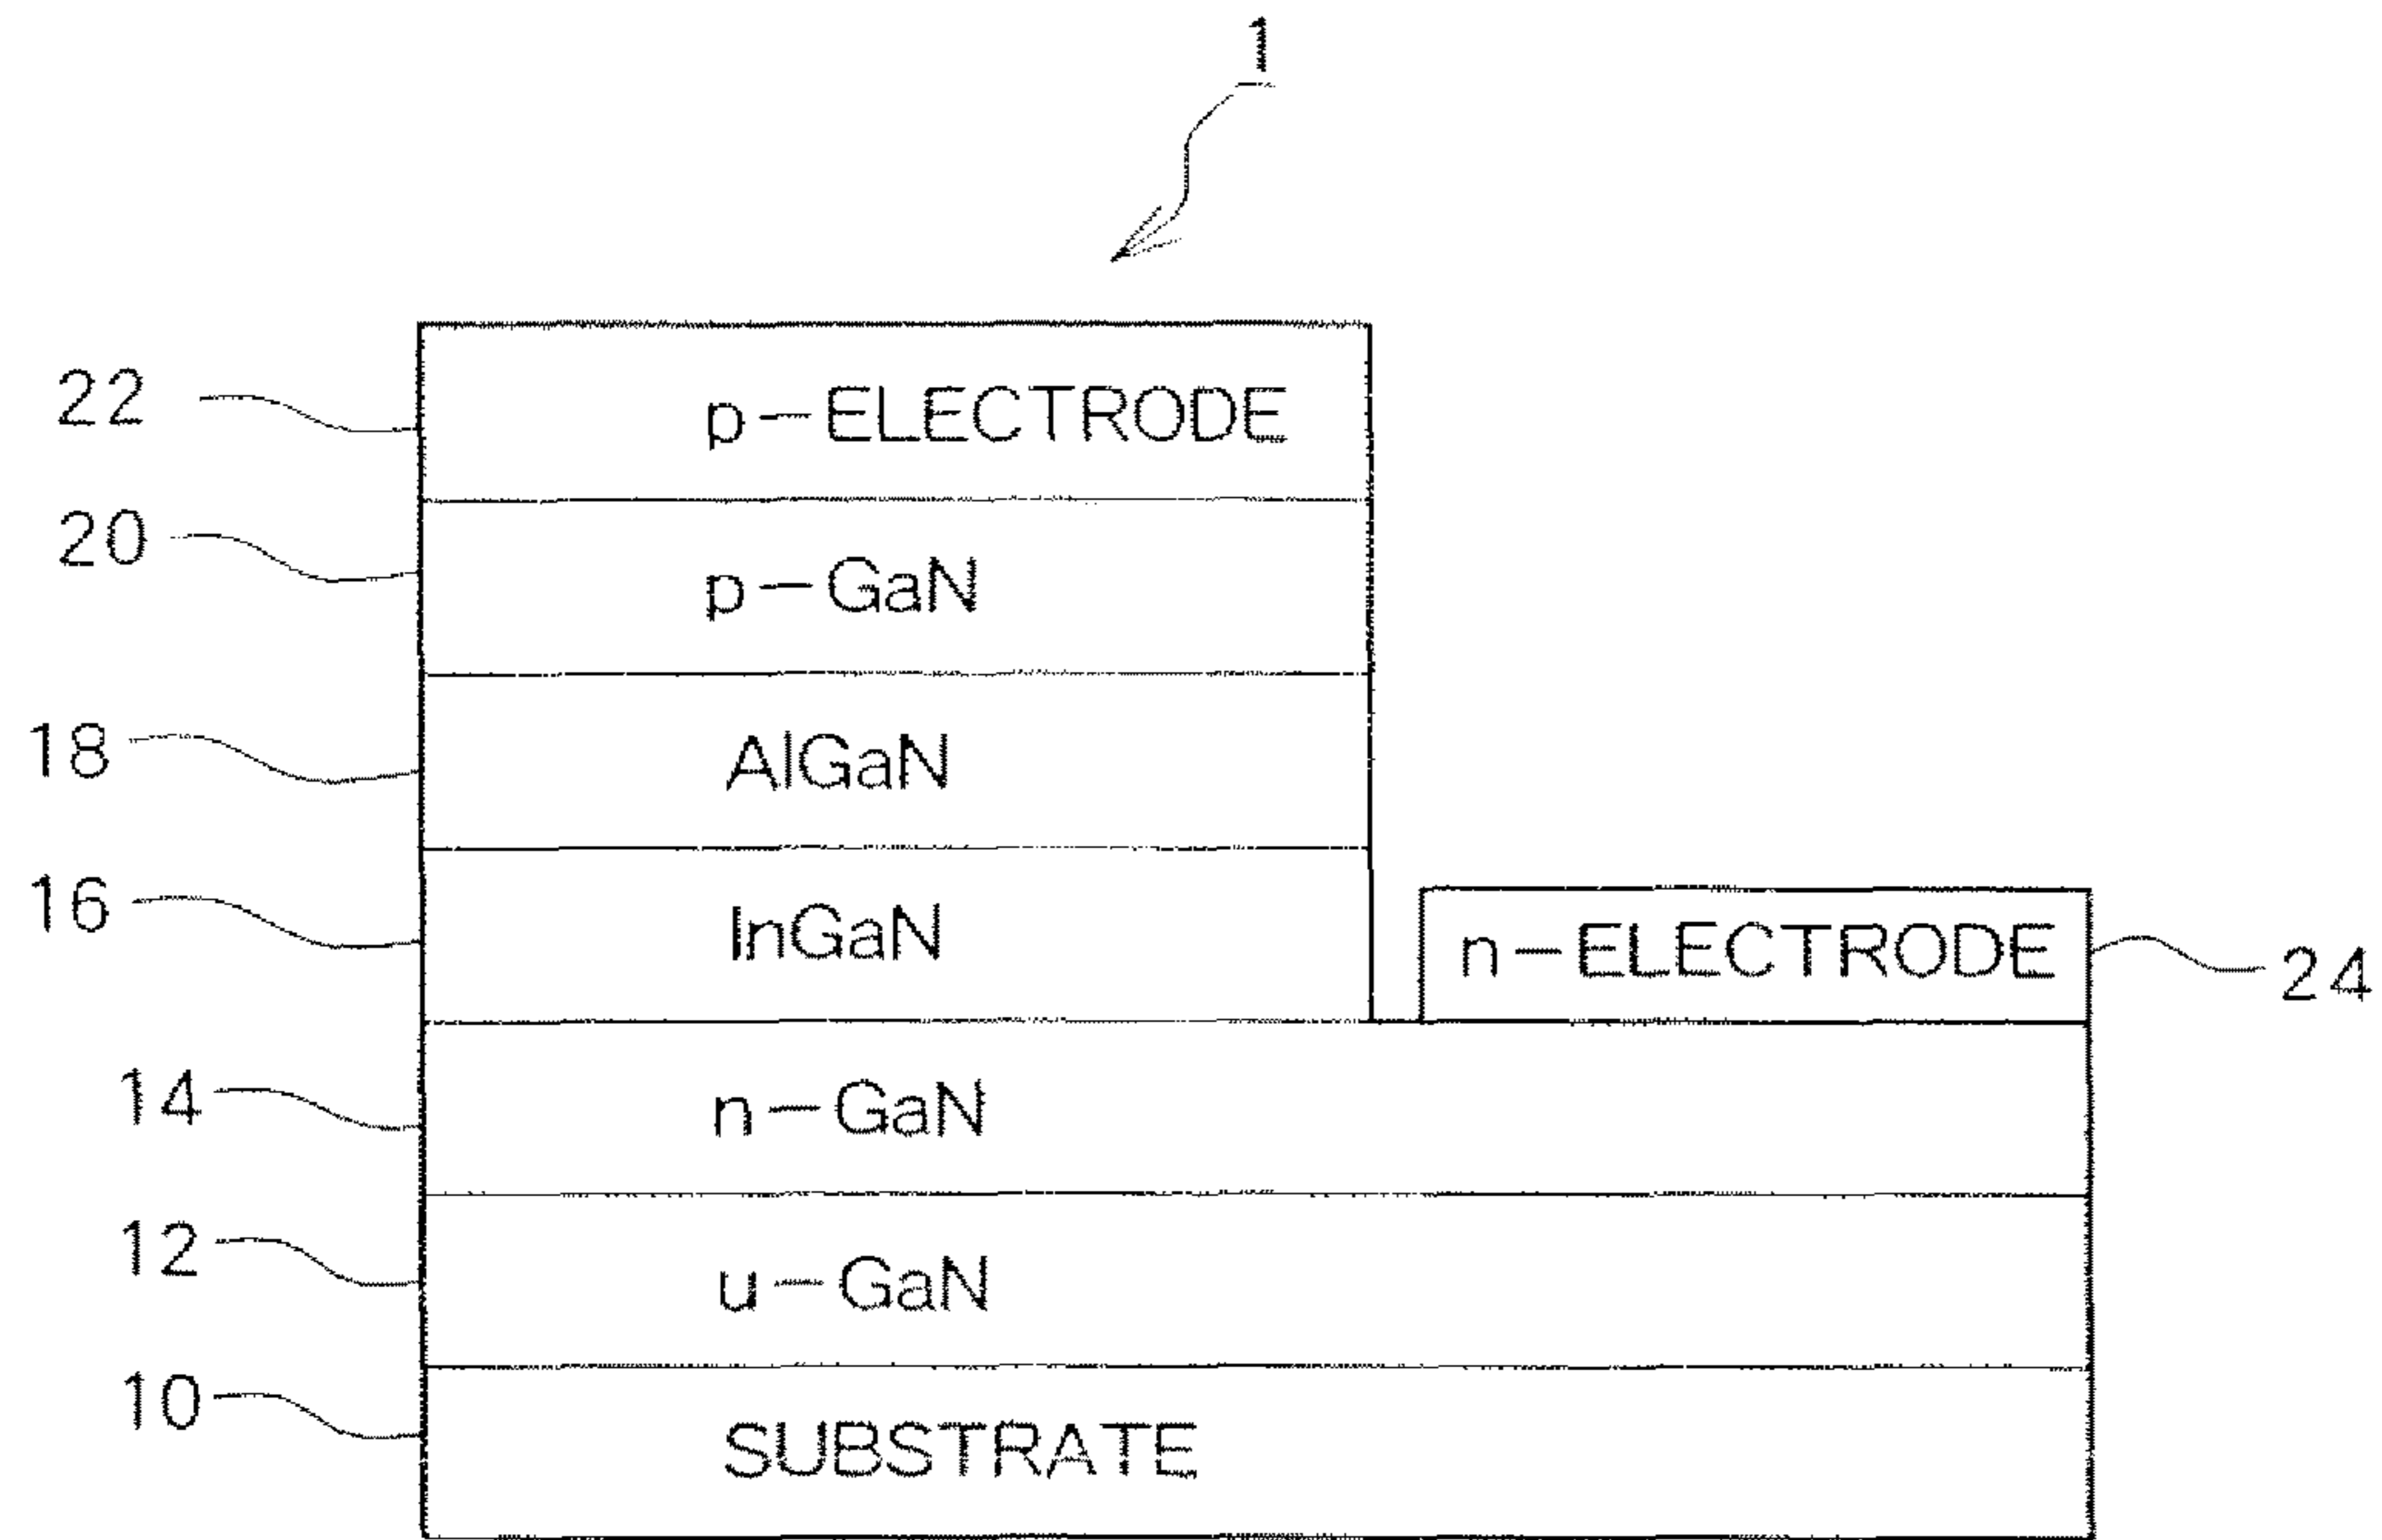 1
22 p-ELECTRODE
20 p-GaN
18 AlGaN
16 InGaN
n-ELECTRODE 24
14 n-GaN
12 u-GaN
10 SUBSTRATE